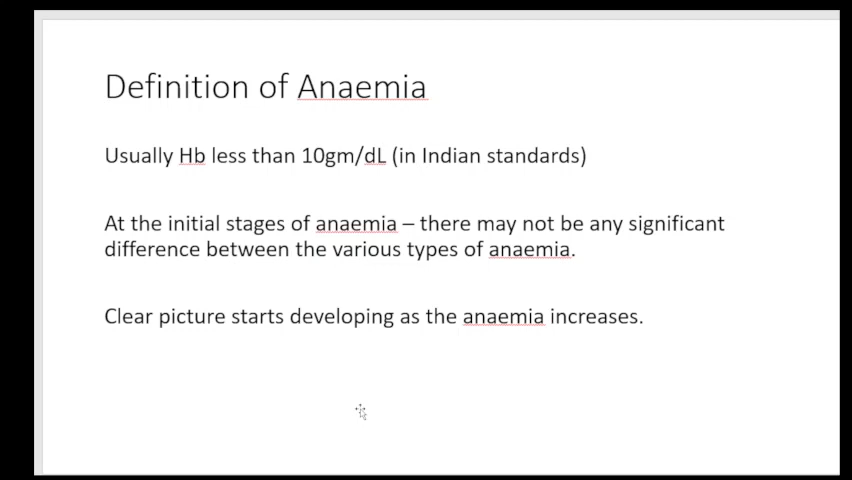 Definition of Anaemia
Usually Hb less than 10gm/dL (in Indian standards)
At the initial stages of anaemia – there may not be any significant
difference between the various types of anaemia.
Clear picture starts developing as the anaemia increases.